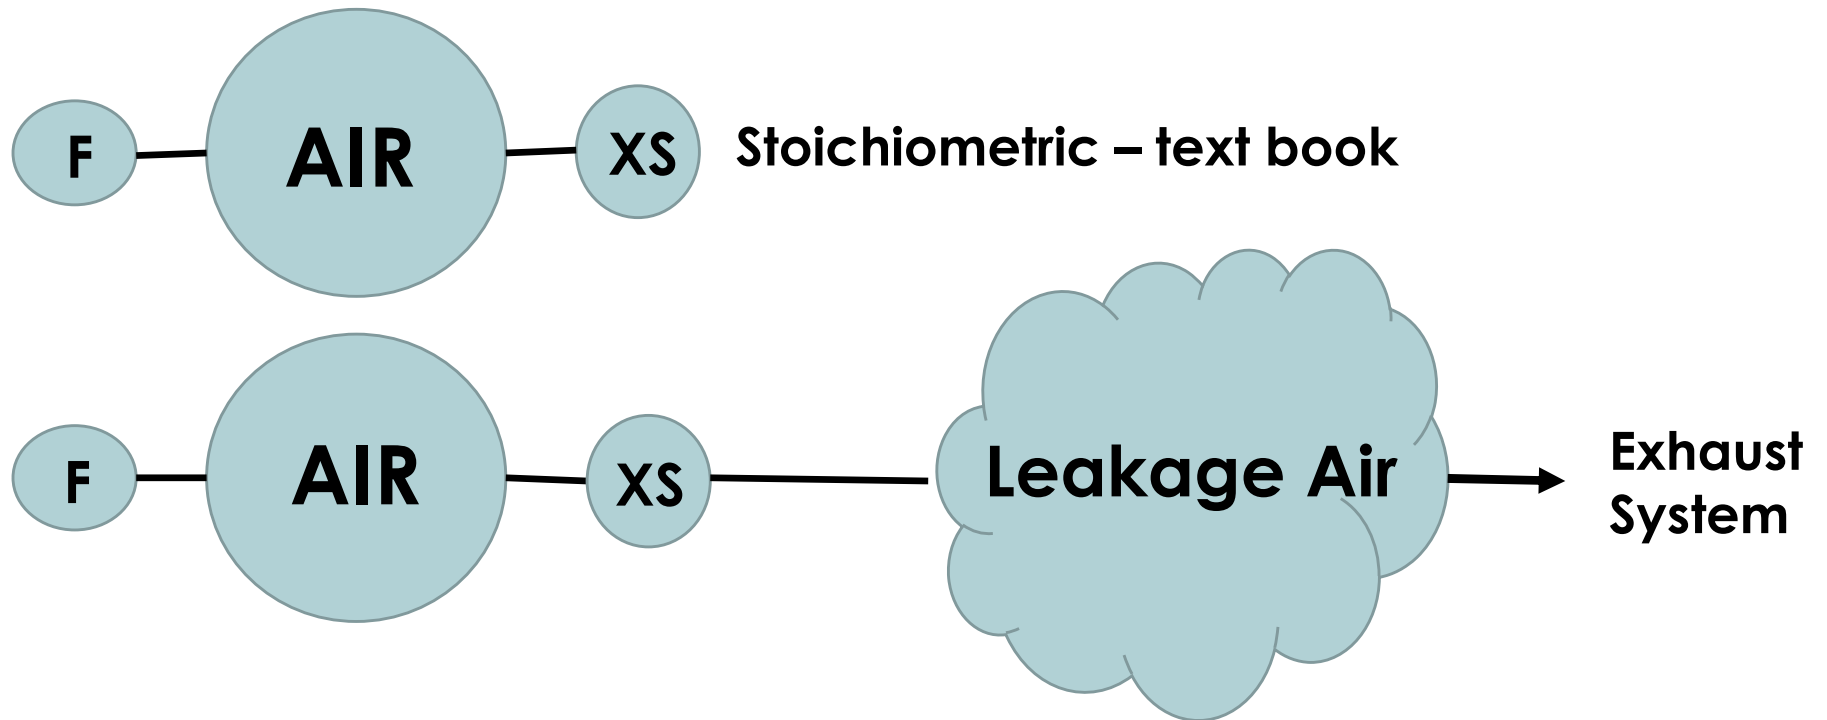 F
AIR
XS
Stoichiometric – text book
F
AIR
XS
Leakage Air
Exhaust
System